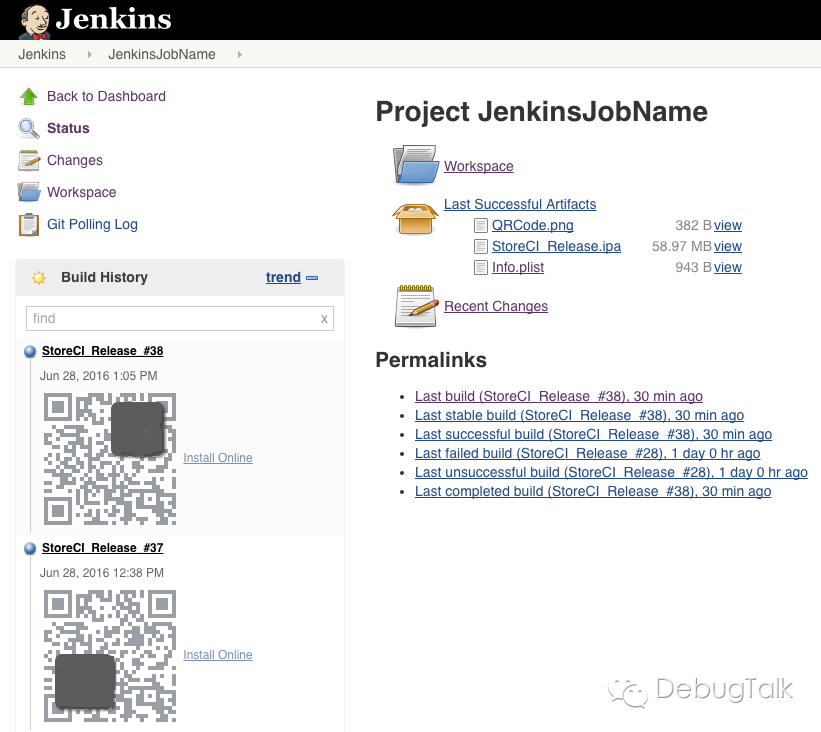 Jenkins
Jenkins JenkinsJobName
Back to Dashboard
Status
Changes
Workspace
Git Polling Log
Build History trend
find x
StoreCI_Release_#38
Jun 28, 2016 1:05 PM
Install Online
StoreCI_Release_#37
Jun 28, 2016 12:38 PM
Install Online
Project JenkinsJobName
Workspace
Last Successful Artifacts
QRCode.png 382 B view
StoreCI_Release.ipa 58.97 MB view
Info.plist 943 B view
Recent Changes
Permalinks
Last build (StoreCI_Release_#38), 30 min ago
Last stable build (StoreCI_Release_#38), 30 min ago
Last successful build (StoreCI_Release_#38), 30 min ago
Last failed build (StoreCI_Release_#28), 1 day 0 hr ago
Last unsuccessful build (StoreCI_Release_#28), 1 day 0 hr ago
Last completed build (StoreCI_Release_#38), 30 min ago
DebugTalk